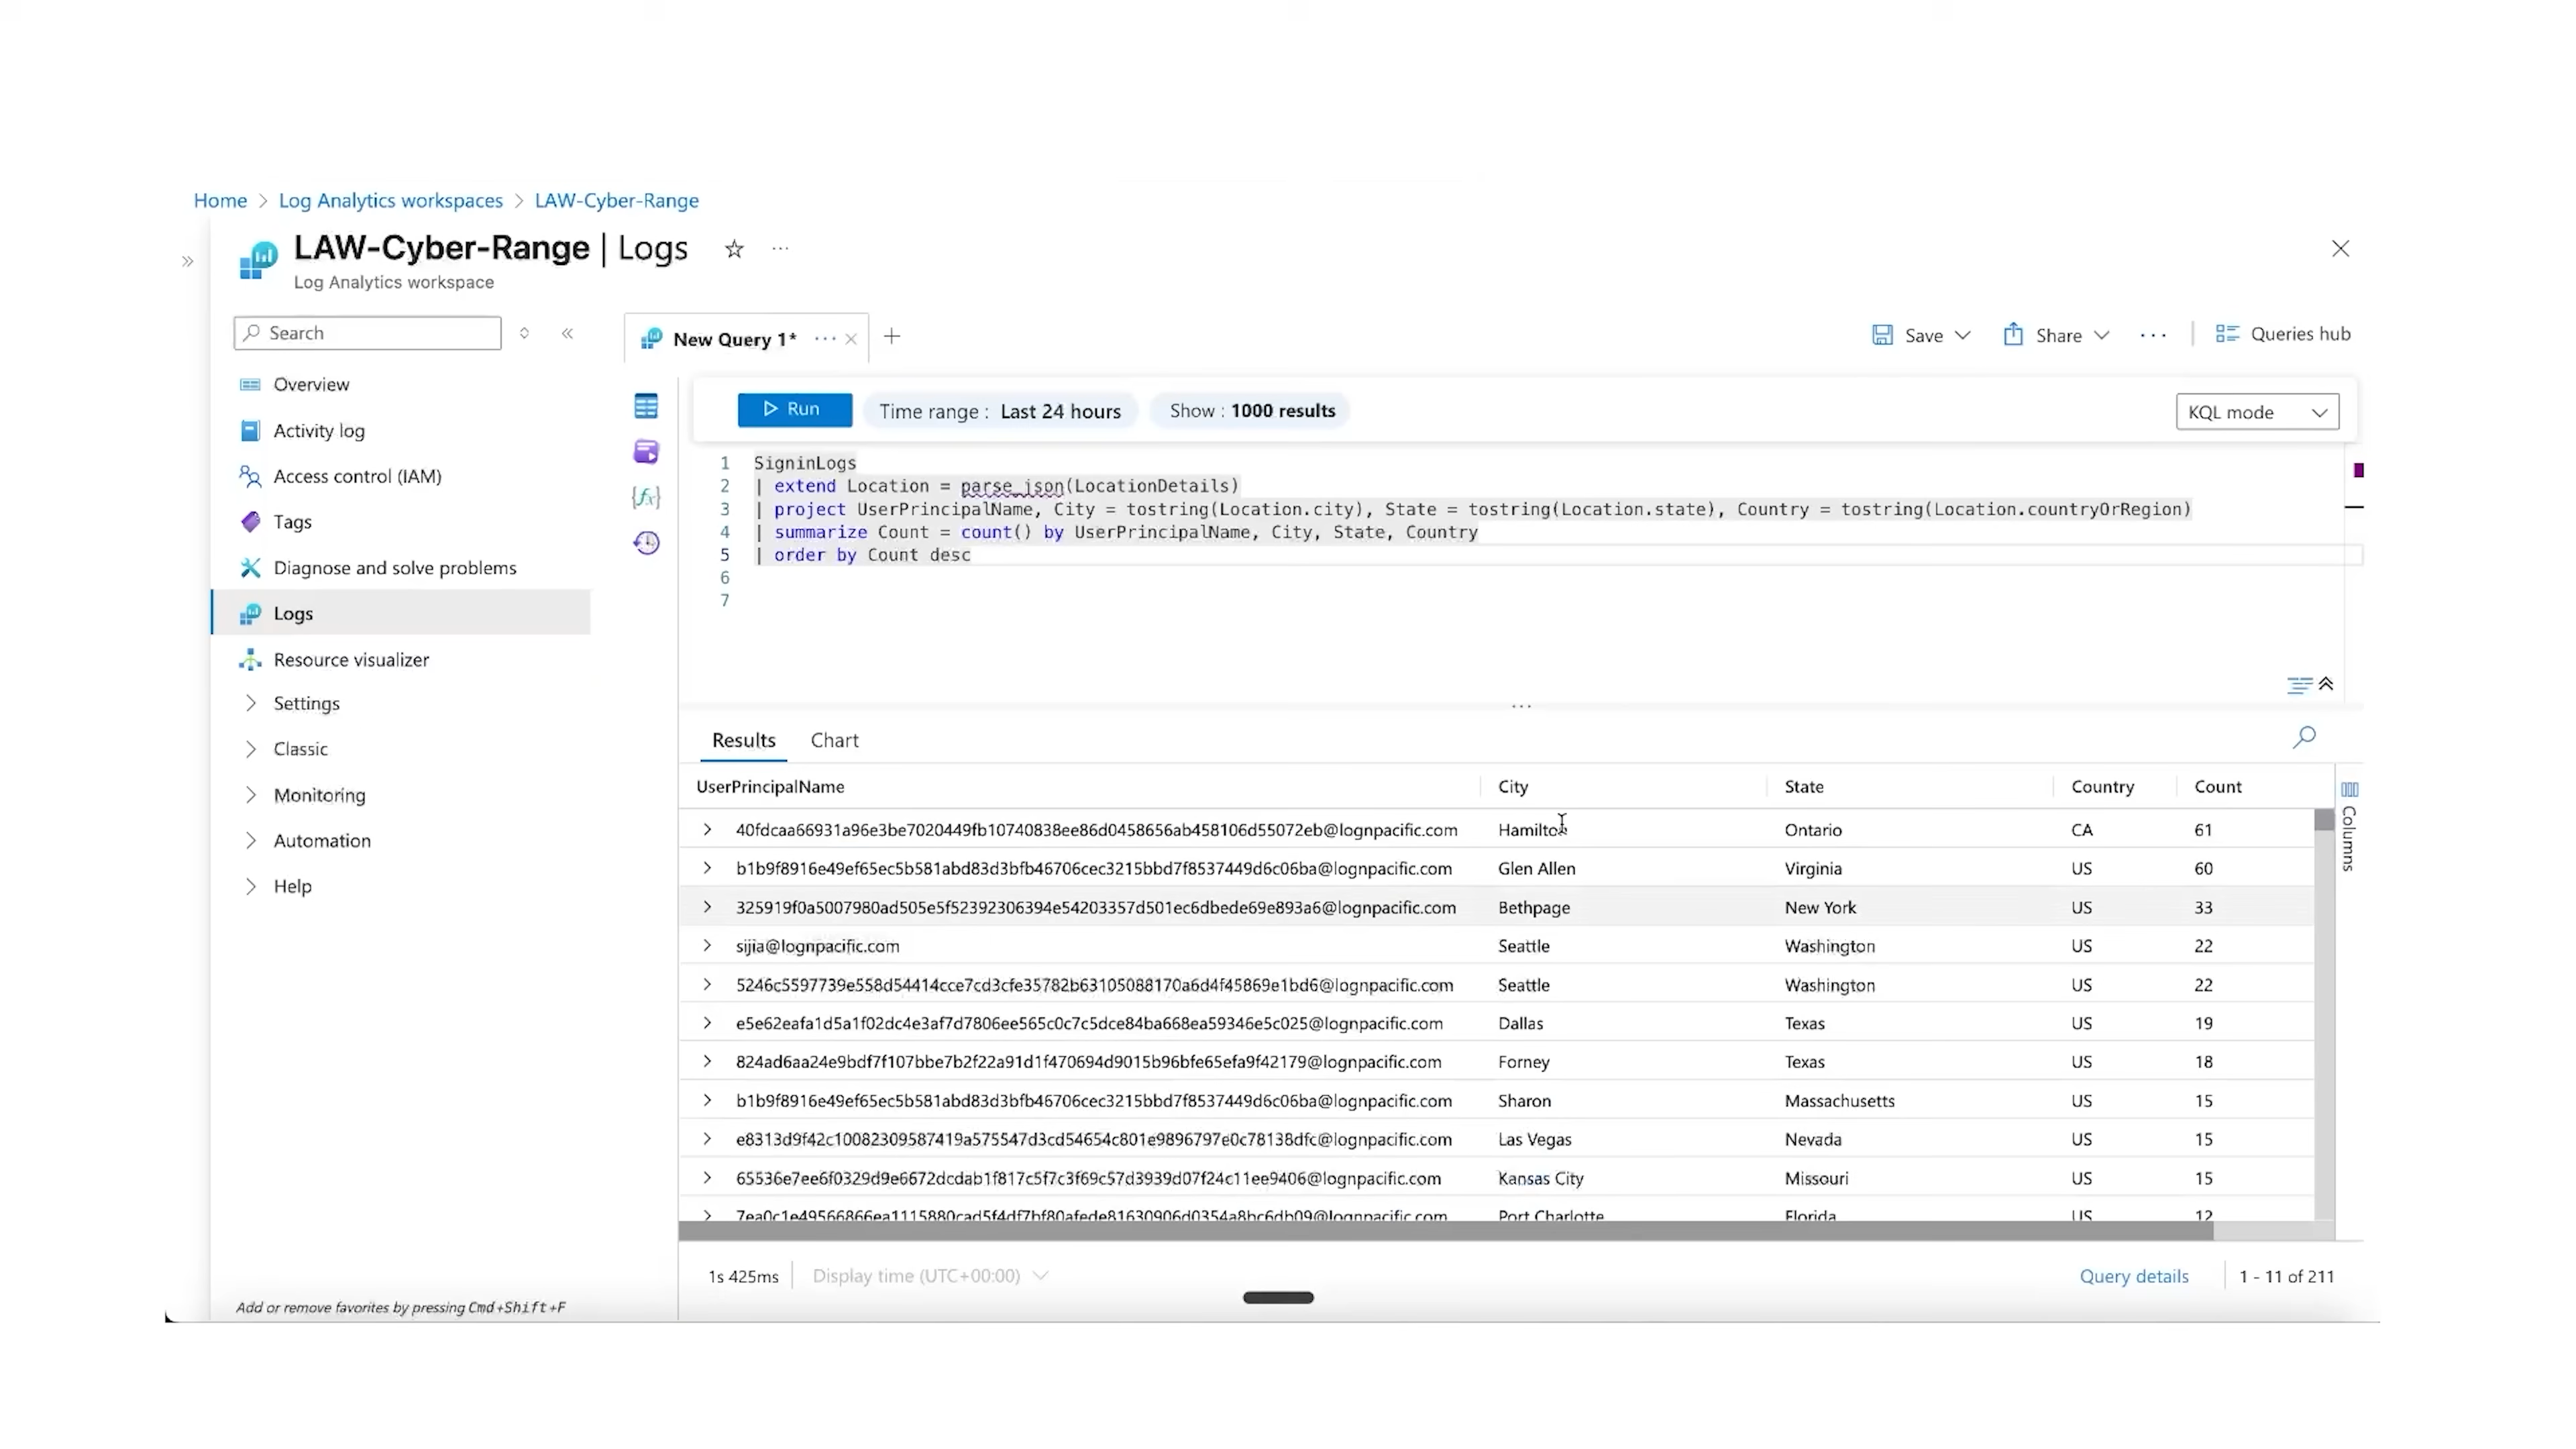 Home > Log Analytics workspaces > LAW-Cyber-Range
LAW-Cyber-Range | Logs
Log Analytics workspace
Search
Overview
Activity log
Access control (IAM)
Tags
Diagnose and solve problems
Logs
Resource visualizer
Settings
Classic
Monitoring
Automation
Help
Add or remove favorites by pressing Cmd+Shift+F
New Query 1*
Save
Share
Queries hub
Run
Time range : Last 24 hours
Show : 1000 results
KQL mode
1 SigninLogs
2 | extend Location = parse_json(LocationDetails)
3 | project UserPrincipalName, City = tostring(Location.city), State = tostring(Location.state), Country = tostring(Location.countryOrRegion)
4 | summarize Count = count() by UserPrincipalName, City, State, Country
5 | order by Count desc
6
7
Results Chart
UserPrincipalName City State Country Count
40fdcaa66931a96e3be7020449fb10740838ee86d0458656ab458106d55072eb@lognpacific.com Hamilton Ontario CA 61
b1b9f8916e49ef65ec5b581abd83d3bfb46706cec3215bbd7f8537449d6c06ba@lognpacific.com Glen Allen Virginia US 60
325919f0a5007980ad505e5f52392306394e54203357d501ec6dbede69e893a6@lognpacific.com Bethpage New York US 33
sijia@lognpacific.com Seattle Washington US 22
5246c5597739e558d54414cce7cd3cfe35782b63105088170a6d4f45869e1bd6@lognpacific.com Seattle Washington US 22
e5e62eafa1d5a1f02dc4e3af7d7806ee565c0c7c5dce84ba668ea59346e5c025@lognpacific.com Dallas Texas US 19
824ad6aa24e9bdf7f107bbe7b2f22a91d1f470694d9015b96bfe65efa9f42179@lognpacific.com Forney Texas US 18
b1b9f8916e49ef65ec5b581abd83d3bfb46706cec3215bbd7f8537449d6c06ba@lognpacific.com Sharon Massachusetts US 15
e8313d9f42c10082309587419a575547d3cd54654c801e9896797e0c78138dfc@lognpacific.com Las Vegas Nevada US 15
65536e7ee6f0329d9e6672dcdab1f817c5f7c3f69c57d3939d07f24c11ee9406@lognpacific.com Kansas City Missouri US 15
7ea0c1e49566866ea1115880cad5f4df7bf80afede81630906d0354a8bc6db09@lognpacific.com Port Charlotte Florida US 12
Columns
1s 425ms
Display time (UTC+00:00)
Query details
1 - 11 of 211